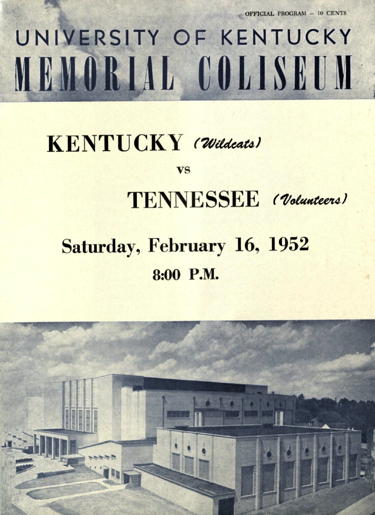 OFFICIAL PROGRAM - 10 CENTS
UNIVERSITY OF KENTUCKY
MEMORIAL COLISEUM
KENTUCKY (Wildcats)
VS
TENNESSEE (Volunteers)
Saturday, February 16, 1952
8:00 P.M.